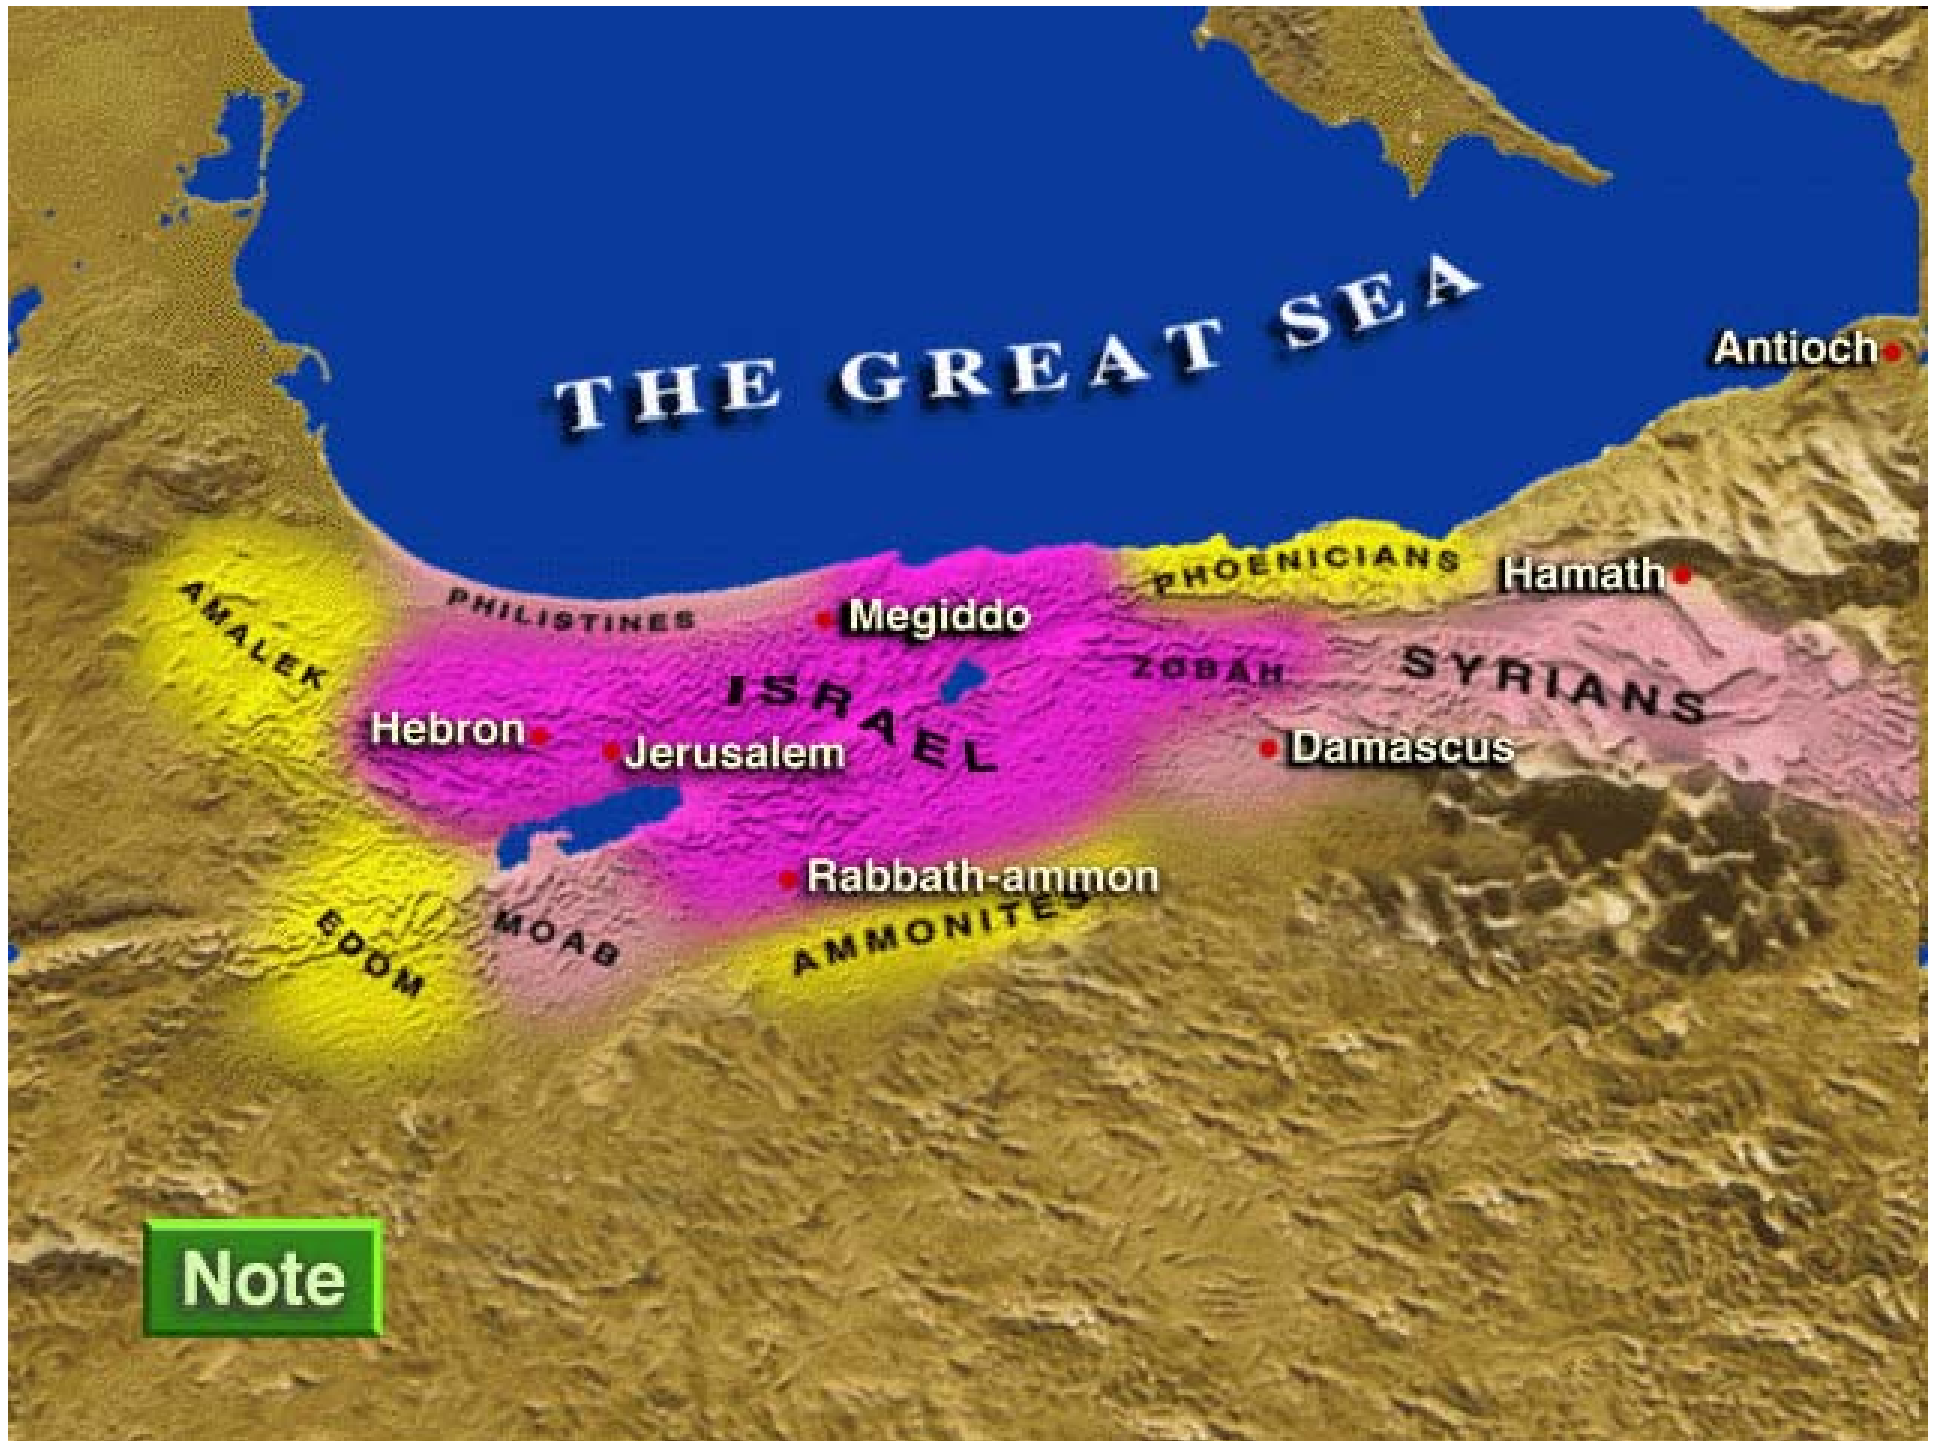 THE GREAT SEA
Antioch
PHOENICIANS
Hamath
AMALEK
PHILISTINES
Megiddo
ZOBAH
SYRIANS
ISRAEL
Hebron
Jerusalem
Damascus
Rabbath-ammon
EDOM
MOAB
AMMONITES
Note